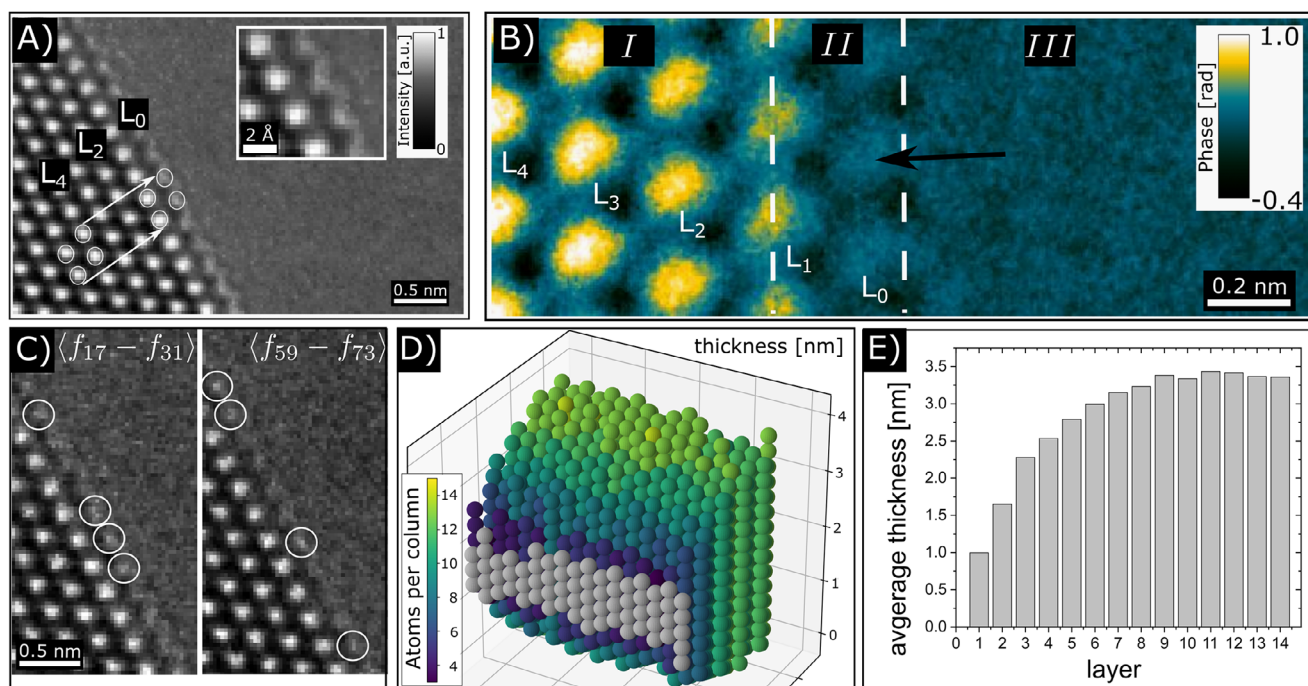 A)
L0
L2
L4
2 Å
Intensity [a.u.]
1
0
0.5 nm
B)
I
II
III
1.0
Phase [rad]
-0.4
L4
L3
L2
L1
L0
0.2 nm
C)
⟨f17 − f31⟩
⟨f59 − f73⟩
0.5 nm
D)
thickness [nm]
4
3
2
1
0
Atoms per column
14
12
10
8
6
4
E)
avgerage thickness [nm]
3.5
3.0
2.5
2.0
1.5
1.0
0.5
0.0
0 1 2 3 4 5 6 7 8 9 10 11 12 13 14
layer